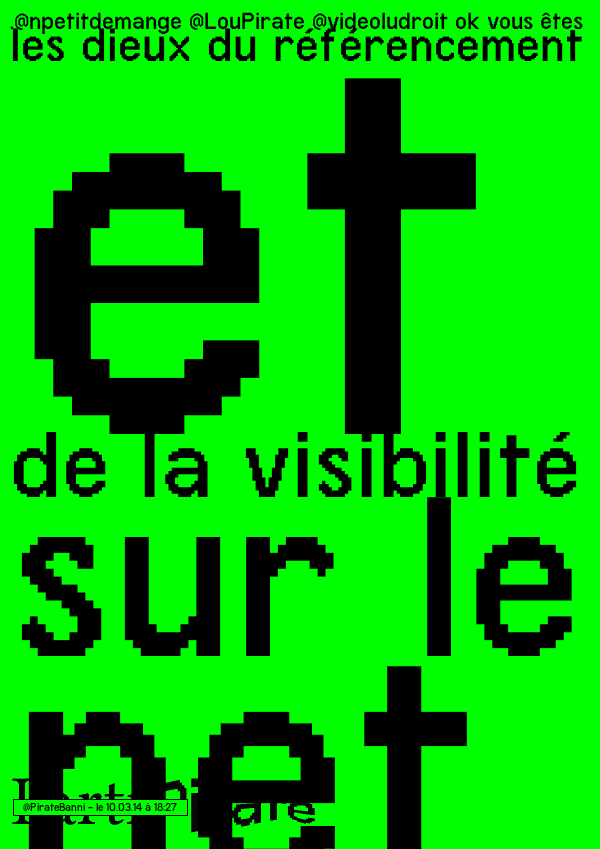 @npetitdemange @LouPirate @videoludroit ok vous êtes
les dieux du référencement
et
de la visibilité
sur le
net
Parti Pirate
@PirateBanni - le 10.03.14 à 18:27